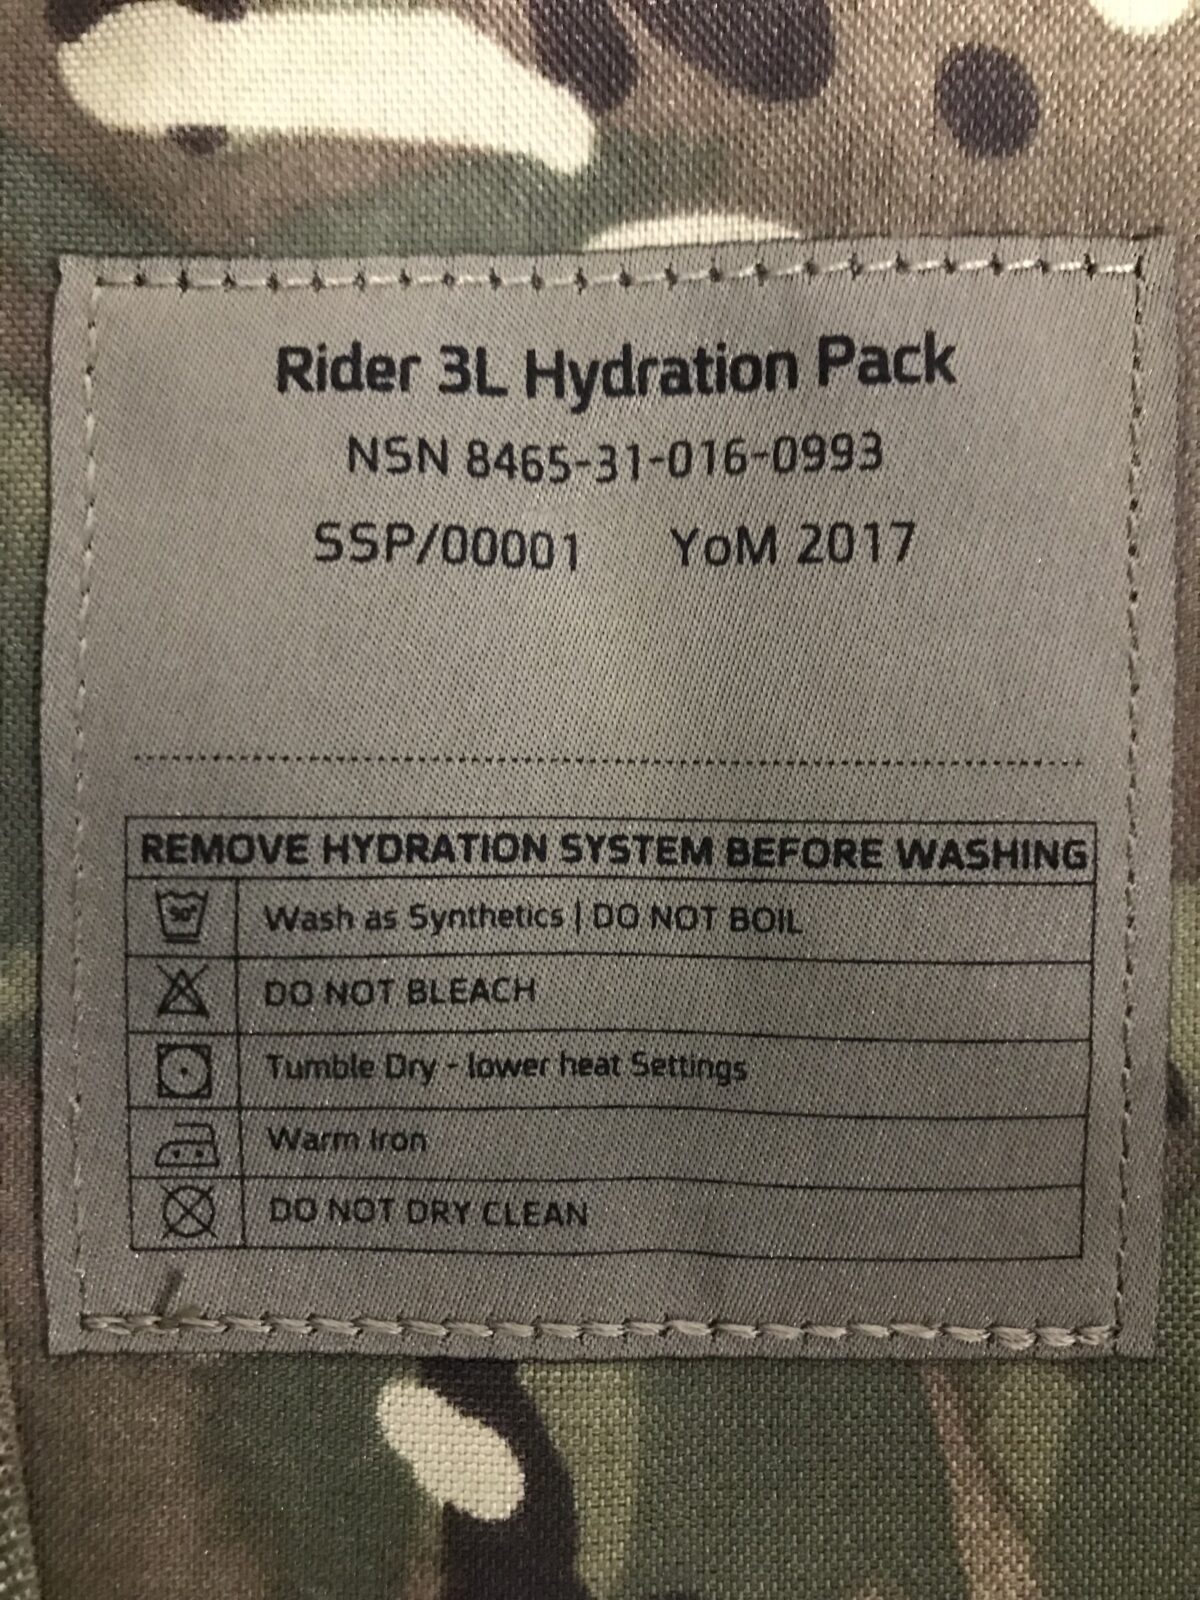 Rider 3L Hydration Pack
NSN 8465-31-016-0993
SSP/00001 YoM 2017
REMOVE HYDRATION SYSTEM BEFORE WASHING
Wash as Synthetics | DO NOT BOIL
DO NOT BLEACH
Tumble Dry - lower heat Settings
Warm Iron
DO NOT DRY CLEAN